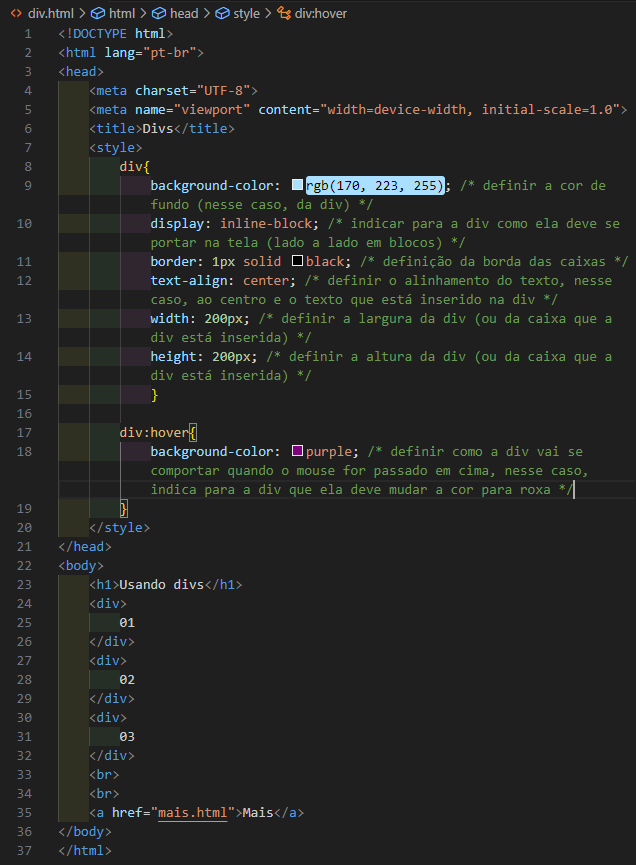 div.html > html > head > style > div:hover
1 <!DOCTYPE html>
2 <html lang="pt-br">
3 <head>
4 <meta charset="UTF-8">
5 <meta name="viewport" content="width=device-width, initial-scale=1.0">
6 <title>Divs</title>
7 <style>
8 div{
9 background-color: rgb(170, 223, 255); /* definir a cor de
fundo (nesse caso, da div) */
10 display: inline-block; /* indicar para a div como ela deve se
portar na tela (lado a lado em blocos) */
11 border: 1px solid black; /* definição da borda das caixas */
12 text-align: center; /* definir o alinhamento do texto, nesse
caso, ao centro e o texto que está inserido na div */
13 width: 200px; /* definir a largura da div (ou da caixa que a
div está inserida) */
14 height: 200px; /* definir a altura da div (ou da caixa que a
div está inserida) */
15 }
16
17 div:hover{
18 background-color: purple; /* definir como a div vai se
comportar quando o mouse for passado em cima, nesse caso,
indica para a div que ela deve mudar a cor para roxa */
19 }
20 </style>
21 </head>
22 <body>
23 <h1>Usando divs</h1>
24 <div>
25 01
26 </div>
27 <div>
28 02
29 </div>
30 <div>
31 03
32 </div>
33 <br>
34 <br>
35 <a href="mais.html">Mais</a>
36 </body>
37 </html>